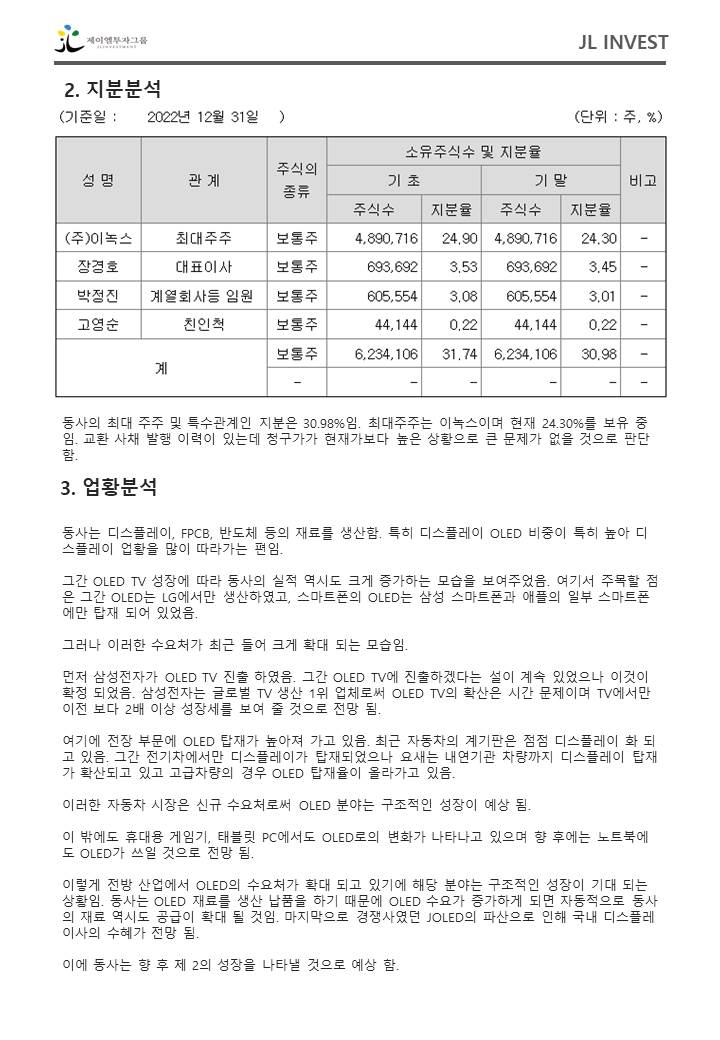 제이엘투자그룹
JLINVESTMENT
JL INVEST
2. 지분분석
(기준일 : 2022년 12월 31일 ) (단위 : 주, %)
성 명 관 계 주식의 종류 소유주식수 및 지분율 비고
기 초 기 말
주식수 지분율 주식수 지분율
(주)이녹스 최대주주 보통주 4,890,716 24.90 4,890,716 24.30 -
장경호 대표이사 보통주 693,692 3.53 693,692 3.45 -
박정진 계열회사등 임원 보통주 605,554 3.08 605,554 3.01 -
고영순 친인척 보통주 44,144 0.22 44,144 0.22 -
계 보통주 6,234,106 31.74 6,234,106 30.98 -
- - - - - -
동사의 최대 주주 및 특수관계인 지분은 30.98%임. 최대주주는 이녹스이며 현재 24.30%를 보유 중
임. 교환 사채 발행 이력이 있는데 청구가가 현재가보다 높은 상황으로 큰 문제가 없을 것으로 판단
함.
3. 업황분석
동사는 디스플레이, FPCB, 반도체 등의 재료를 생산함. 특히 디스플레이 OLED 비중이 특히 높아 디
스플레이 업황을 많이 따라가는 편임.
그간 OLED TV 성장에 따라 동사의 실적 역시도 크게 증가하는 모습을 보여주었음. 여기서 주목할 점
은 그간 OLED는 LG에서만 생산하였고, 스마트폰의 OLED는 삼성 스마트폰과 애플의 일부 스마트폰
에만 탑재 되어 있었음.
그러나 이러한 수요처가 최근 들어 크게 확대 되는 모습임.
먼저 삼성전자가 OLED TV 진출 하였음. 그간 OLED TV에 진출하겠다는 설이 계속 있었으나 이것이
확정 되었음. 삼성전자는 글로벌 TV 생산 1위 업체로써 OLED TV의 확산은 시간 문제이며 TV에서만
이전 보다 2배 이상 성장세를 보여 줄 것으로 전망 됨.
여기에 전장 부문에 OLED 탑재가 높아져 가고 있음. 최근 자동차의 계기판은 점점 디스플레이 화 되
고 있음. 그간 전기차에서만 디스플레이가 탑재되었으나 요새는 내연기관 차량까지 디스플레이 탑재
가 확산되고 있고 고급차량의 경우 OLED 탑재율이 올라가고 있음.
이러한 자동차 시장은 신규 수요처로써 OLED 분야는 구조적인 성장이 예상 됨.
이 밖에도 휴대용 게임기, 태블릿 PC에서도 OLED로의 변화가 나타나고 있으며 향 후에는 노트북에
도 OLED가 쓰일 것으로 전망 됨.
이렇게 전방 산업에서 OLED의 수요처가 확대 되고 있기에 해당 분야는 구조적인 성장이 기대 되는
상황임. 동사는 OLED 재료를 생산 납품을 하기 때문에 OLED 수요가 증가하게 되면 자동적으로 동사
의 재료 역시도 공급이 확대 될 것임. 마지막으로 경쟁사였던 JOLED의 파산으로 인해 국내 디스플레
이사의 수혜가 전망 됨.
이에 동사는 향 후 제 2의 성장을 나타낼 것으로 예상 함.